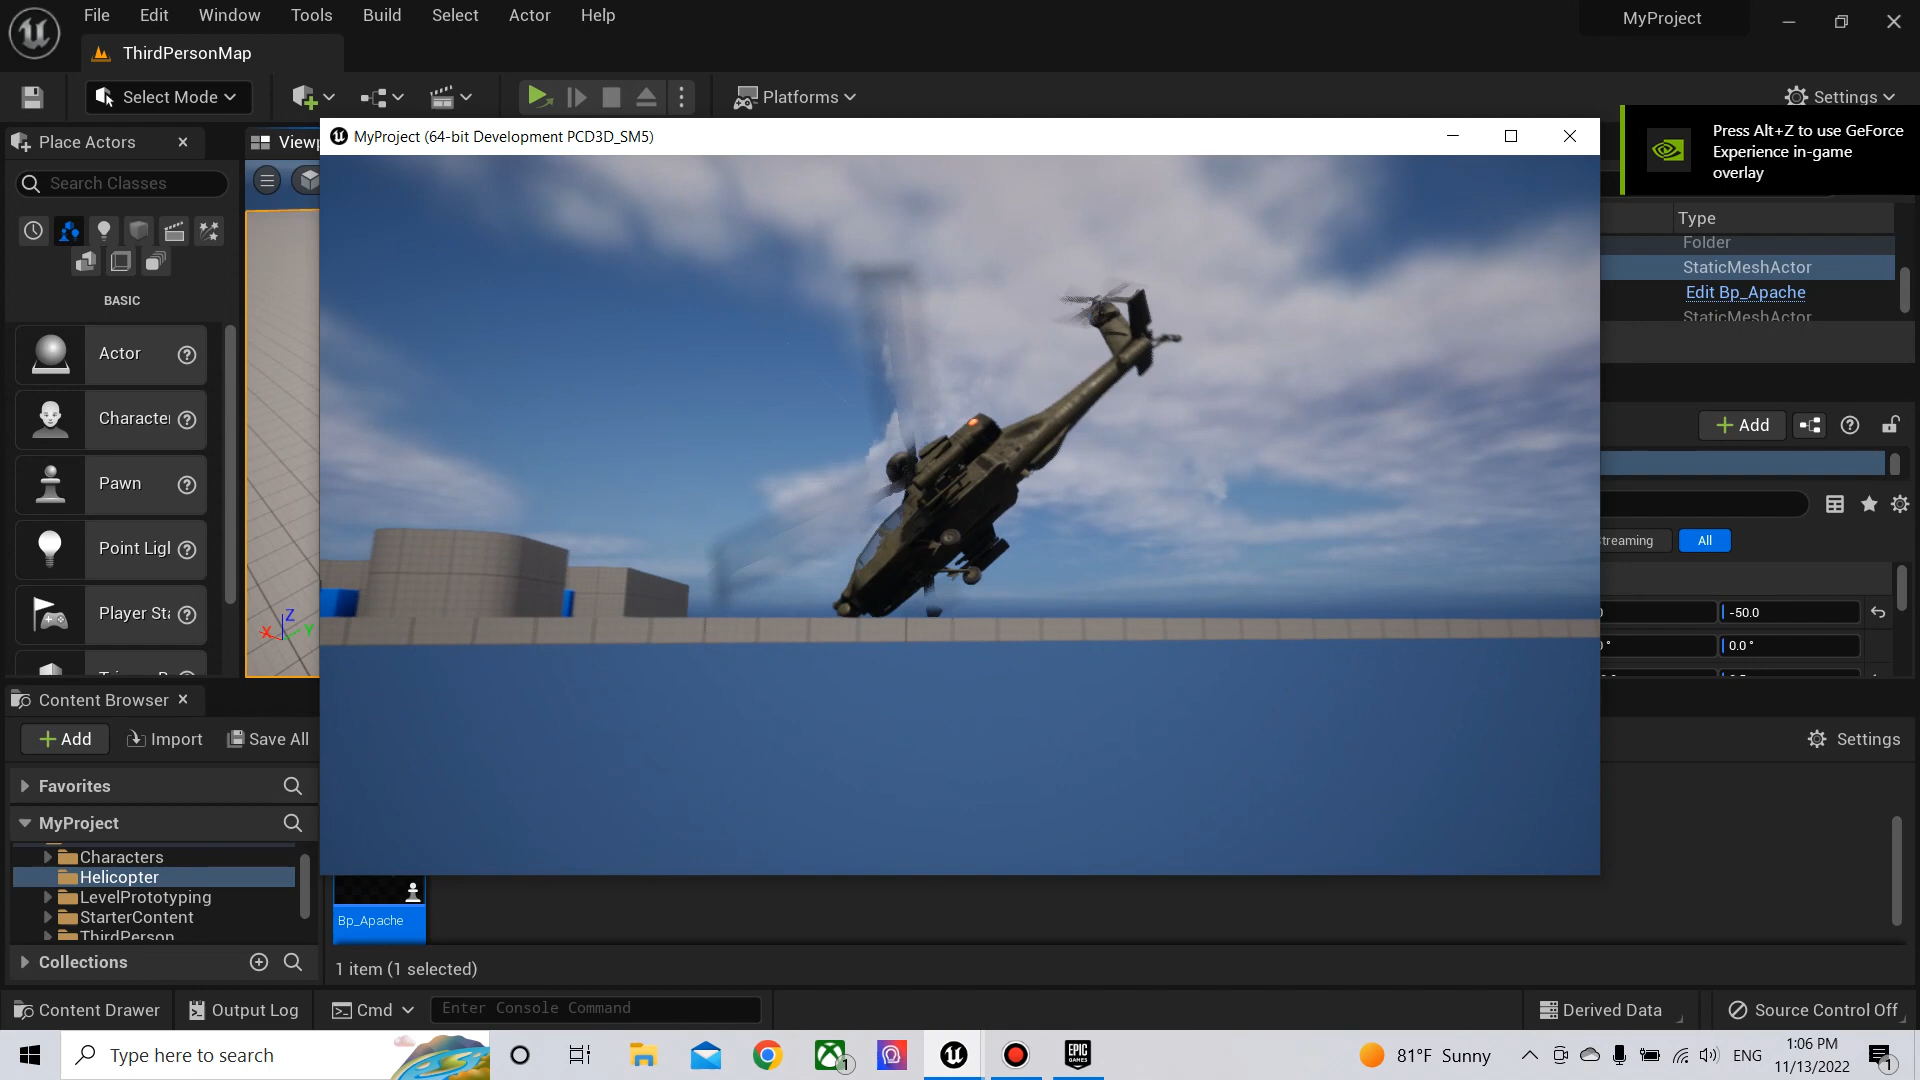 File Edit Window Tools Build Select Actor Help
MyProject
ThirdPersonMap
Select Mode
Platforms
Settings
Place Actors
MyProject (64-bit Development PCD3D_SM5)
Press Alt+Z to use GeForce
Experience in-game
overlay
Search Classes
BASIC
Actor
Pawn
Type
Folder
StaticMeshActor
Edit Bp_Apache
StaticMeshActor
Add
All
-50.0
0.0 °
X Y Z
Content Browser
Add Import Save All
Settings
Favorites
MyProject
Characters
Helicopter
LevelPrototyping
StarterContent
ThirdPerson
Collections
Bp_Apache
1 item (1 selected)
Content Drawer Output Log Cmd Enter Console Command
Derived Data Source Control Off
Type here to search
1
EPIC
GAMES
81°F Sunny
ENG
1:06 PM
11/13/2022
1